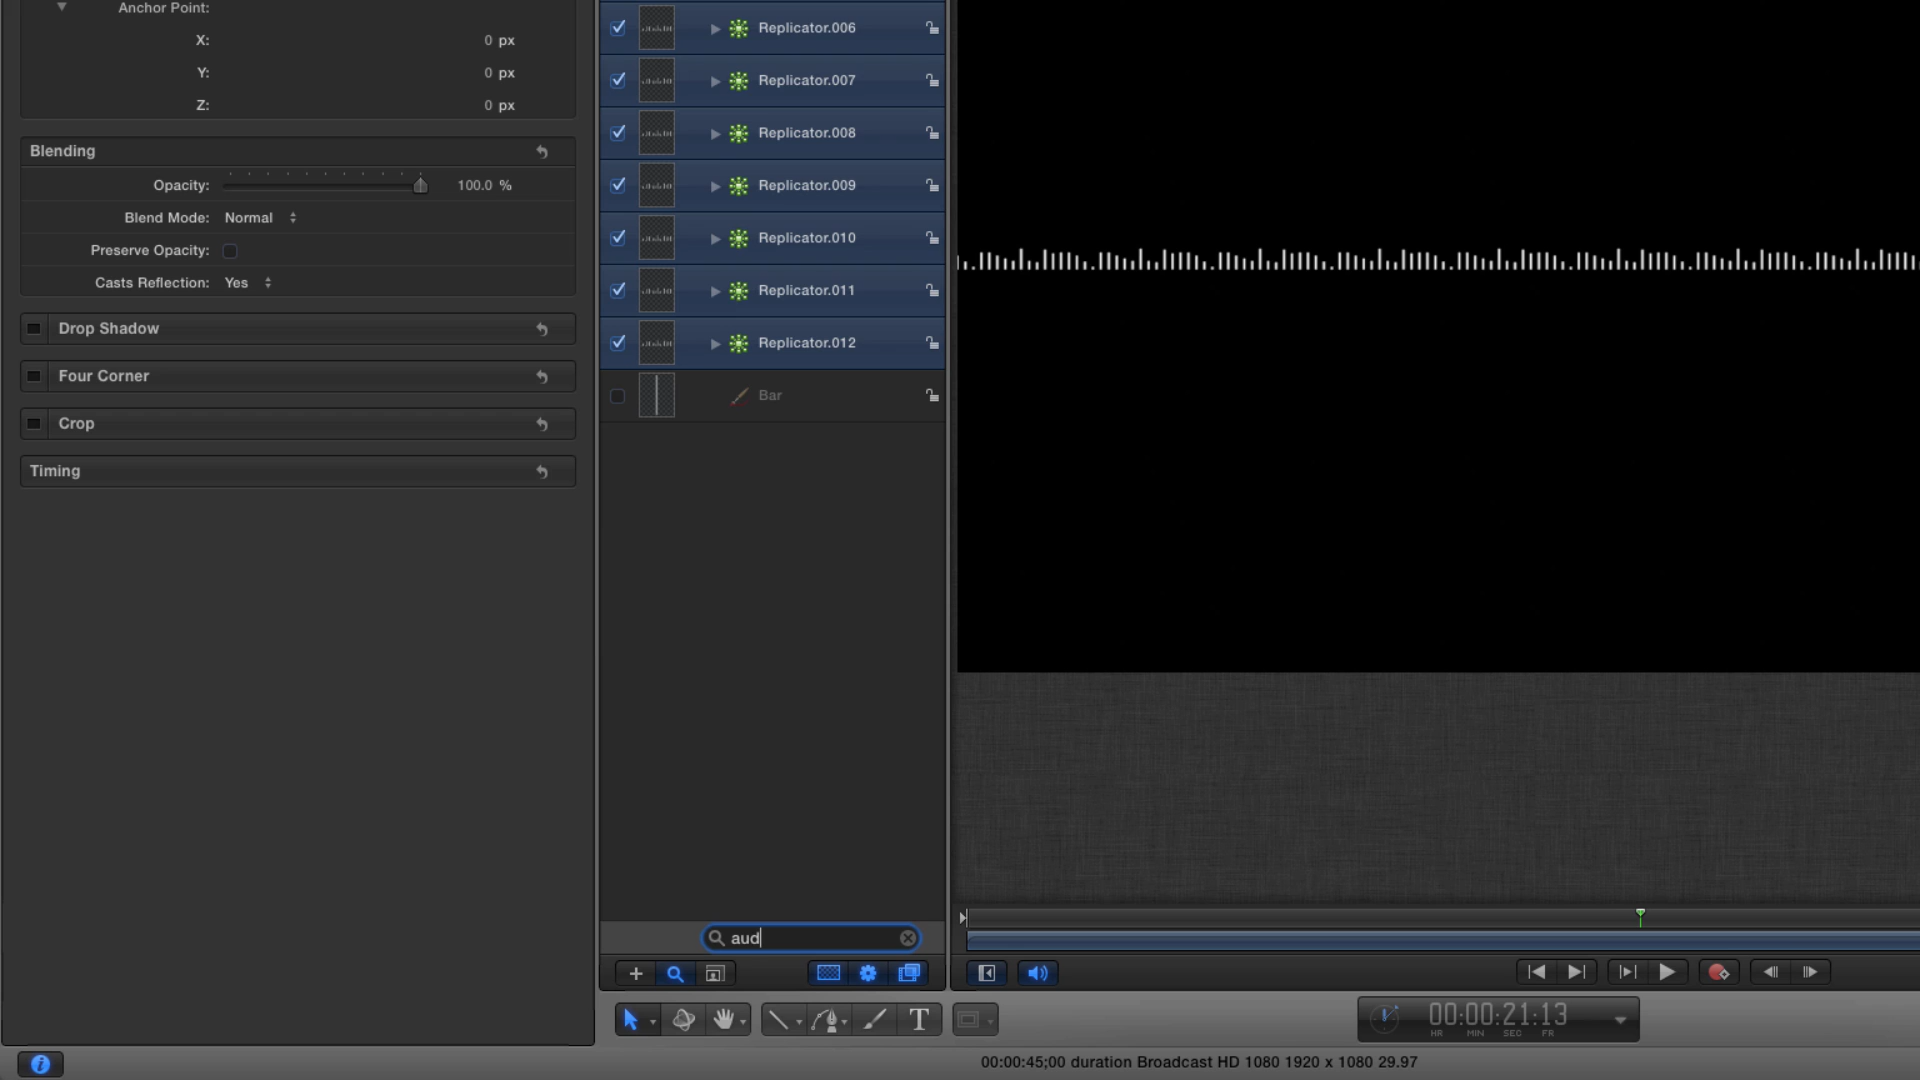 Anchor Point:
X: 0 px
Y: 0 px
Z: 0 px
Blending
Opacity: 100.0 %
Blend Mode: Normal
Preserve Opacity:
Casts Reflection: Yes
Drop Shadow
Four Corner
Crop
Timing
Replicator.006
Replicator.007
Replicator.008
Replicator.009
Replicator.010
Replicator.011
Replicator.012
Bar
aud
T
00:00:21:13
HR MIN SEC FR
00:00:45;00 duration Broadcast HD 1080 1920 x 1080 29.97